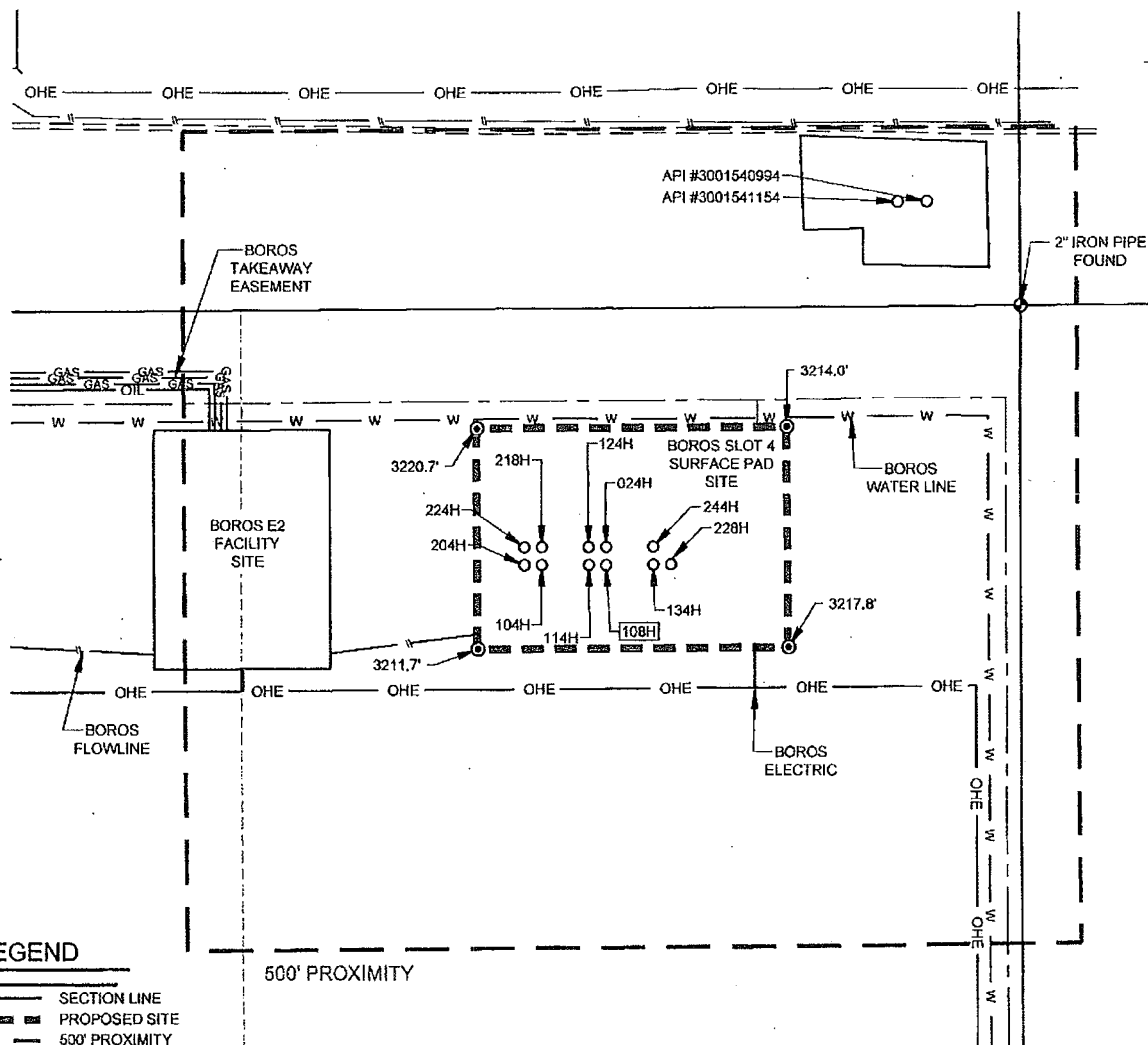 OHE OHE OHE OHE OHE OHE OHE OHE
API #3001540994
API #3001541154
2" IRON PIPE
FOUND
BOROS
TAKEAWAY
EASEMENT
GAS GAS
GAS GAS GAS
GAS GAS
OIL
GAS
GAS
3214.0'
W W W W W W W W W
3220.7'
218H
124H
024H
BOROS SLOT 4
SURFACE PAD
SITE
BOROS
WATER LINE
W
224H
244H
228H
204H
BOROS E2
FACILITY
SITE
W
104H
114H
108H
134H
3217.8'
W
3211.7'
W
OHE OHE OHE OHE OHE OHE OHE
BOROS
FLOWLINE
BOROS
ELECTRIC
W
OHE
W
W
OHE
W
500' PROXIMITY
EGEND
SECTION LINE
PROPOSED SITE
500' PROXIMITY